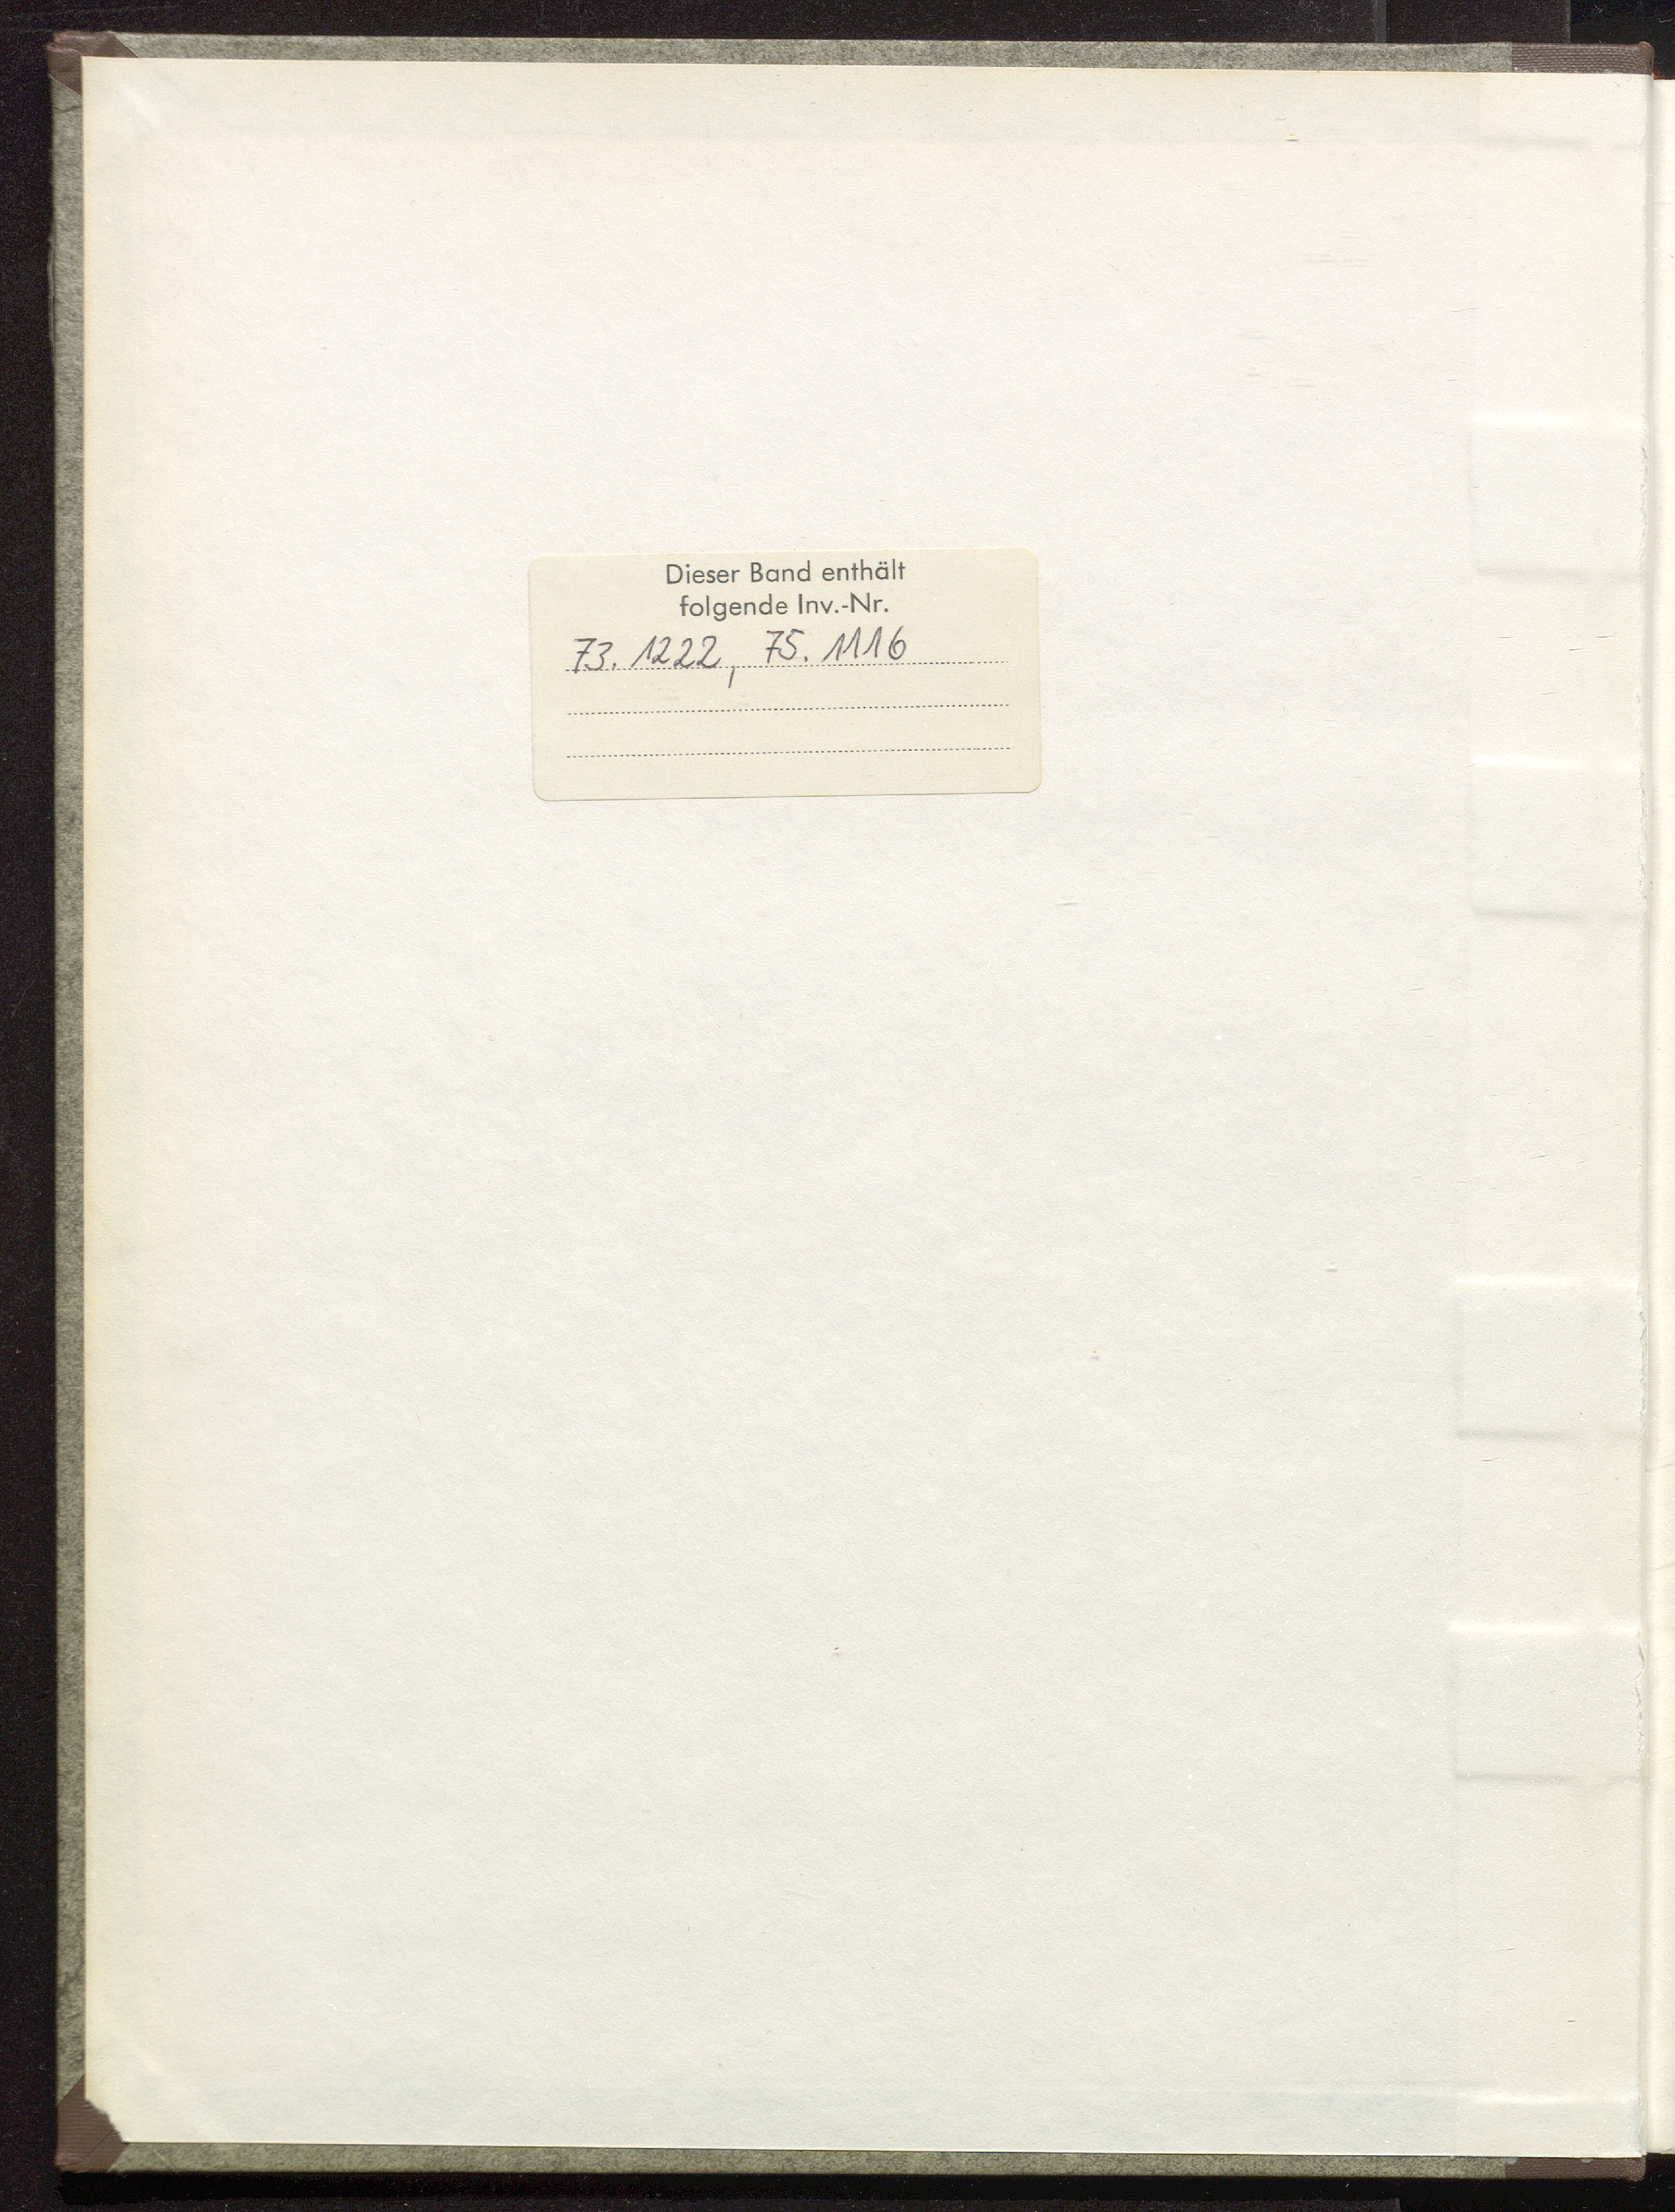 Dieser Band enthält
folgende Inv.-Nr.
73. 1222, 75. 1116